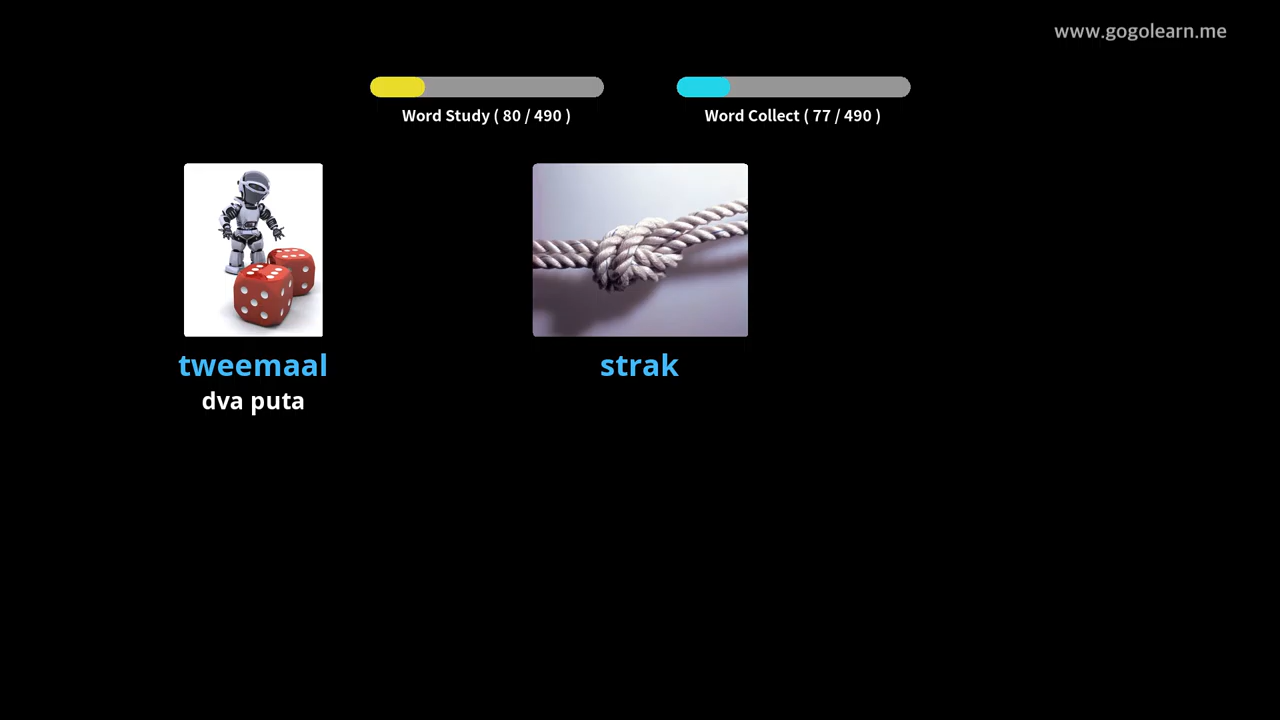 www.gogolearn.me
Word Study ( 80 / 490 )
Word Collect ( 77 / 490 )
tweemaal
dva puta
strak